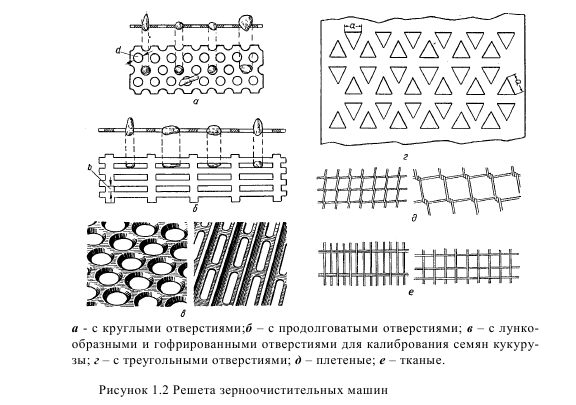 d
а
b
б
в
a
a
г
д
е
а - с круглыми отверстиями;б – с продолговатыми отверстиями; в – с лунко-
образными и гофрированными отверстиями для калибрования семян кукуру-
зы; г – с треугольными отверстиями; д – плетеные; е – тканые.
Рисунок 1.2 Решета зерноочистительных машин